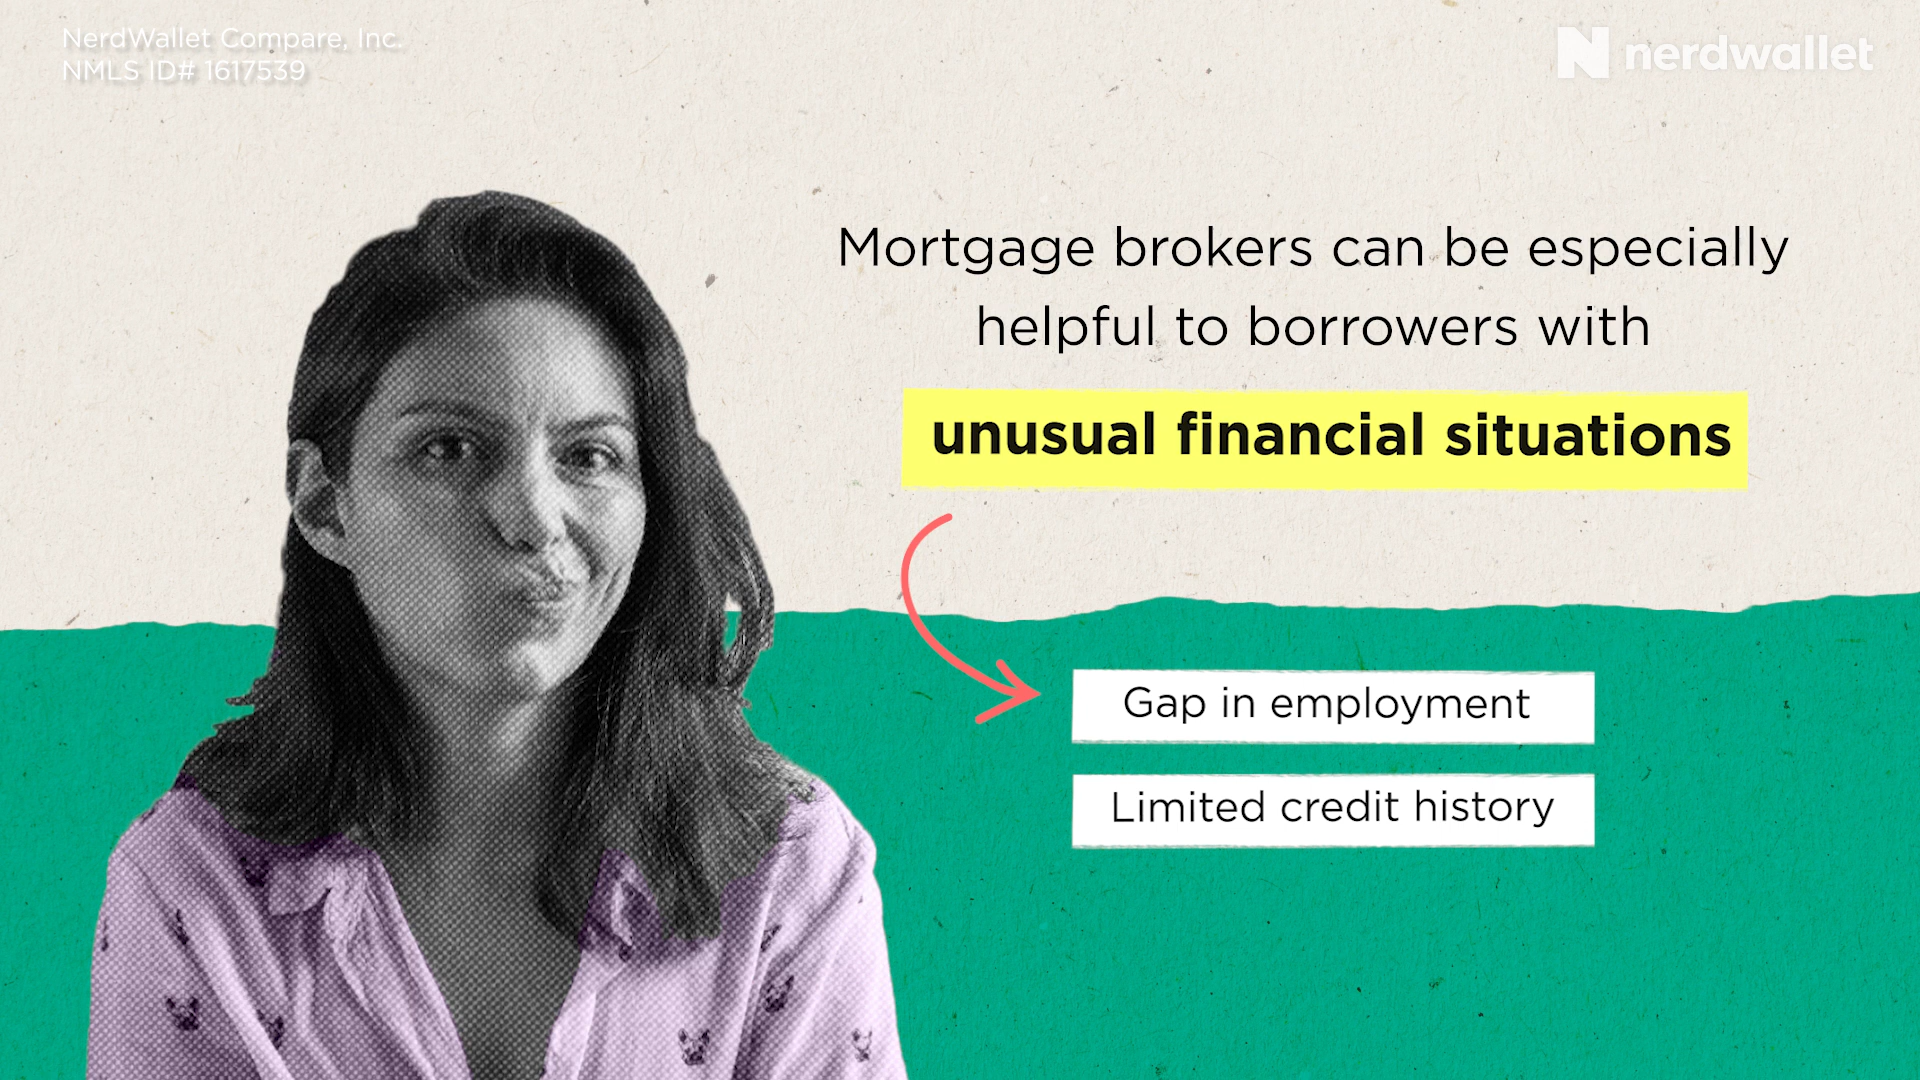 NerdWallet Compare, Inc.
NMLS ID# 1617539
nerdwallet
Mortgage brokers can be especially
helpful to borrowers with
unusual financial situations
Gap in employment
Limited credit history